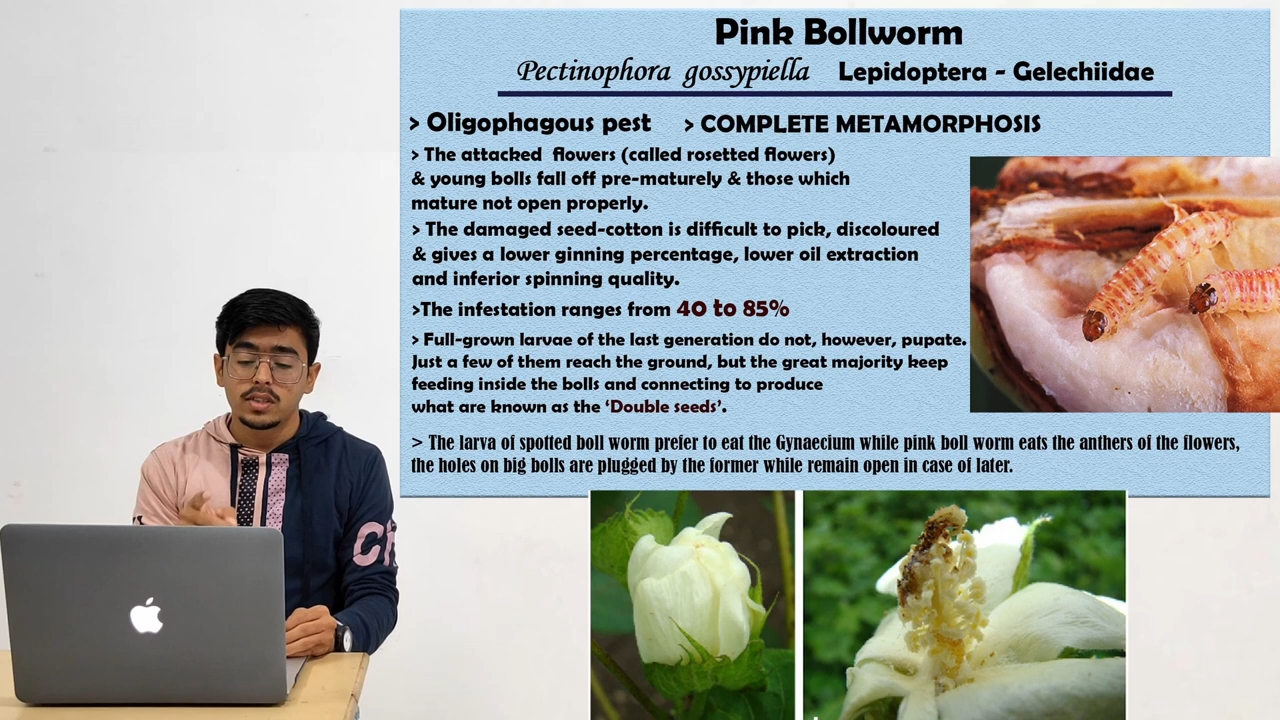 Pink Bollworm
Pectinophora gossypiella Lepidoptera - Gelechiidae
> Oligophagous pest > COMPLETE METAMORPHOSIS
> The attacked flowers (called rosetted flowers)
& young bolls fall off pre-maturely & those which
mature not open properly.
> The damaged seed-cotton is difficult to pick, discoloured
& gives a lower ginning percentage, lower oil extraction
and inferior spinning quality.
>The infestation ranges from 40 to 85%
> Full-grown larvae of the last generation do not, however, pupate.
Just a few of them reach the ground, but the great majority keep
feeding inside the bolls and connecting to produce
what are known as the ‘Double seeds’.
> The larva of spotted boll worm prefer to eat the Gynaecium while pink boll worm eats the anthers of the flowers,
the holes on big bolls are plugged by the former while remain open in case of later.